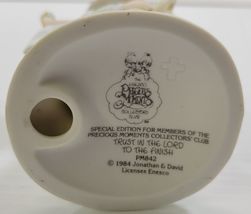 Precious
Moments
COLLECTORS
CLUB
SPECIAL EDITION FOR MEMBERS OF THE
PRECIOUS MOMENTS COLLECTORS' CLUB
TRUST IN THE LORD
TO THE FINISH
PM842
© 1984 Jonathan & David
Licensee Enesco